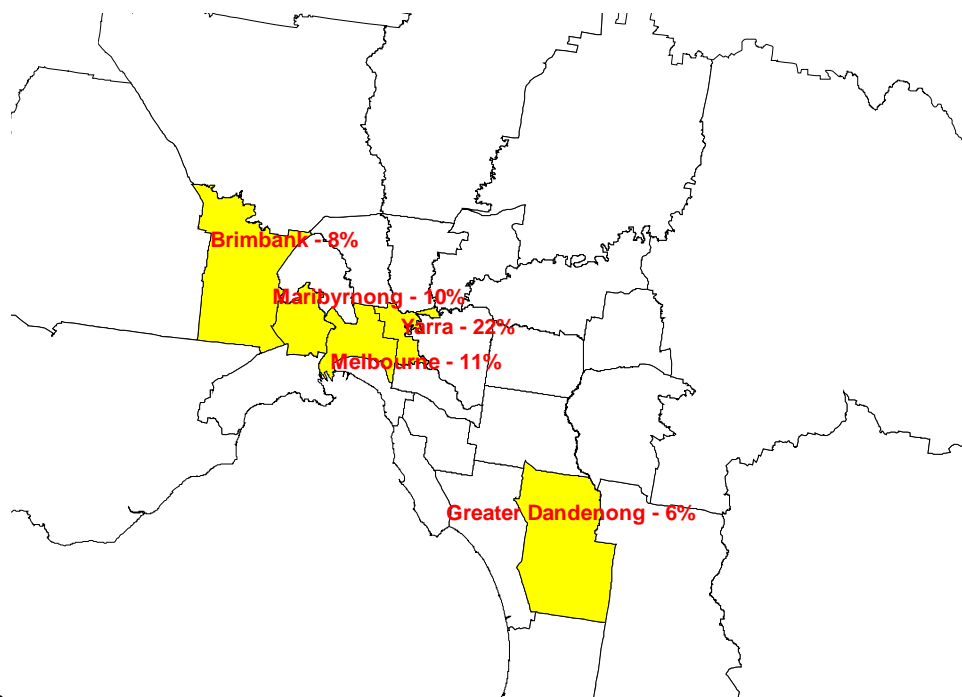 Brimbank - 8%
Maribyrnong - 10%
Yarra - 22%
Melbourne - 11%
Greater Dandenong - 6%